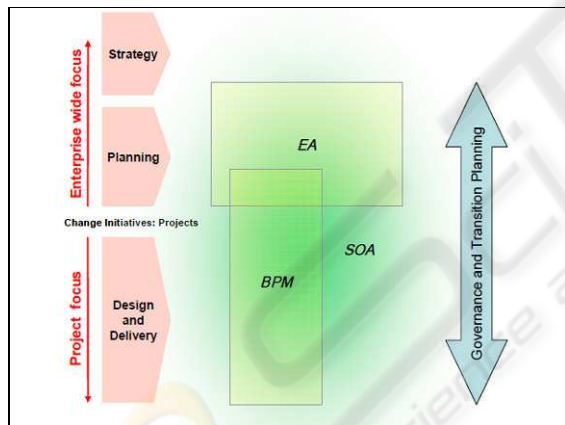 Enterprise wide focus
Strategy
Planning
EA
Change Initiatives: Projects
SOA
BPM
Project focus
Design
and
Delivery
Governance and Transition Planning